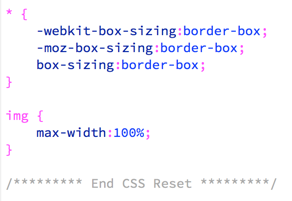 * {
    -webkit-box-sizing:border-box;
    -moz-box-sizing:border-box;
    box-sizing:border-box;
}

img {
    max-width:100%;
}

/********* End CSS Reset *********/